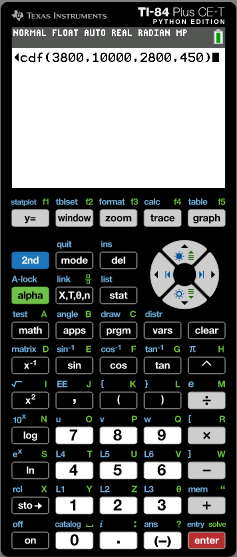 TEXAS INSTRUMENTS TI-84 Plus CE-T
PYTHON EDITION
NORMAL FLOAT AUTO REAL RADIAN MP
cdf(3800,10000,2800,450)
statplot f1 tblset f2 format f3 calc f4 table f5
y= window zoom trace graph
quit ins
2nd mode del
A-lock link list
alpha X,T,θ,n stat
test A angle B draw C distr
math apps prgm vars clear
matrix D sin⁻¹ E cos⁻¹ F tan⁻¹ G π H
x⁻¹ sin cos tan ^
√ I EE J { K } L e M
x² , ( ) ÷
10ˣ N u O v P w Q [ R
log 7 8 9 ×
eˣ S L4 T L5 U L6 V ] W
ln 4 5 6 −
rcl X L1 Y L2 Z L3 θ mem "
sto→ 1 2 3 +
off catalog i : ans ? entry solve
on 0 . (−) enter